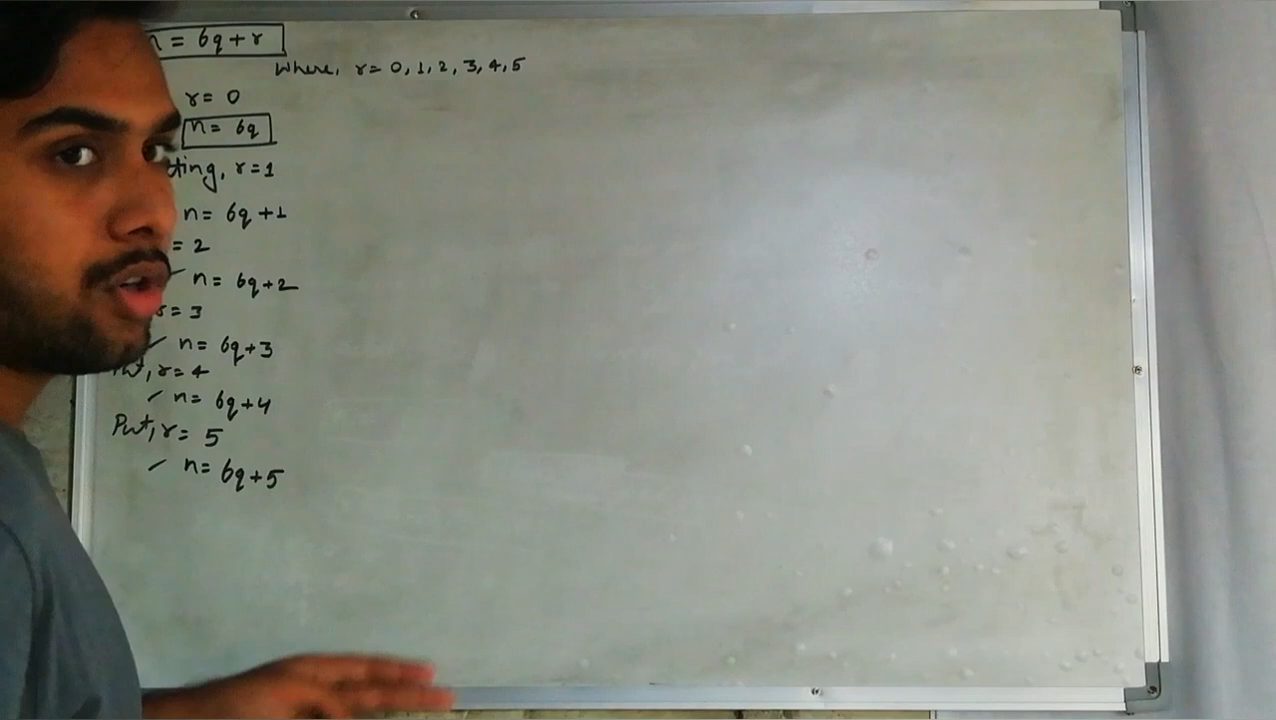 n = 6q + r
Where, r = 0, 1, 2, 3, 4, 5
r = 0
n = 6q
ting, r = 1
n = 6q + 1
= 2
n = 6q + 2
r = 3
✓ n = 6q + 3
Put, r = 4
✓ n = 6q + 4
Put, r = 5
✓ n = 6q + 5